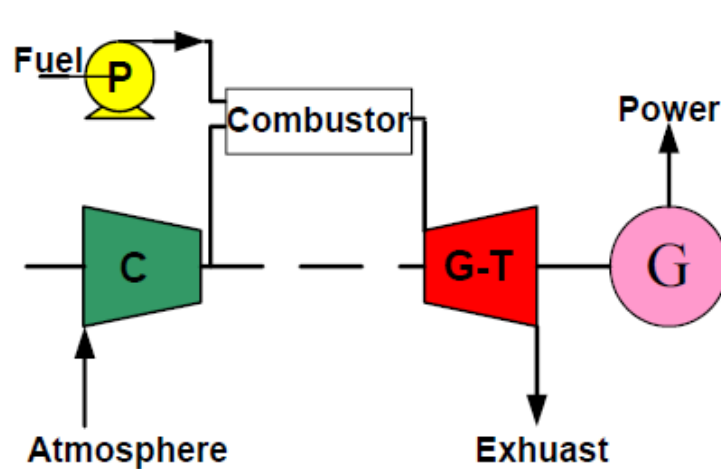 Fuel
P
Combustor
Power
C
G-T
G
Atmosphere
Exhuast